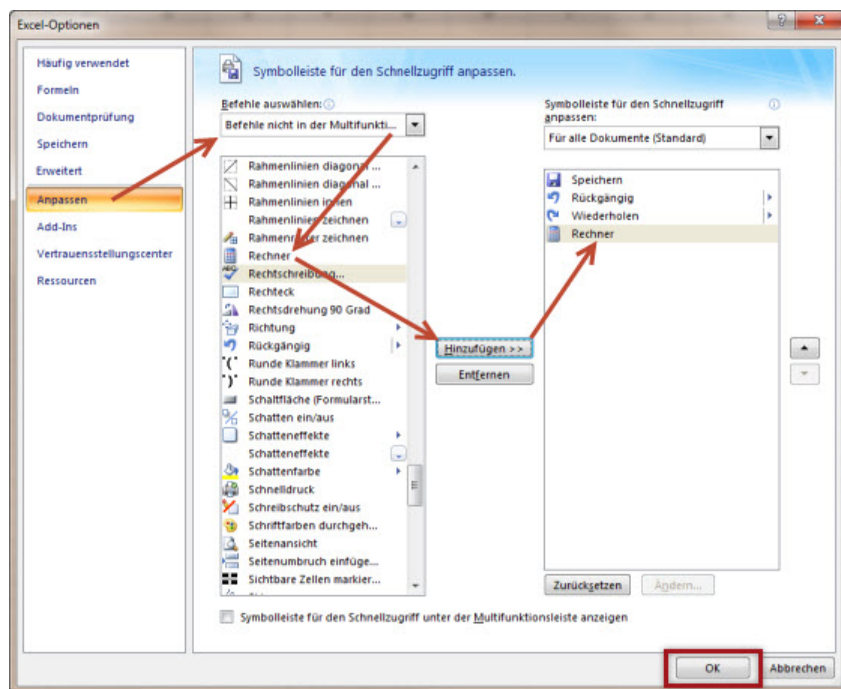 Excel-Optionen
Häufig verwendet
Formeln
Dokumentprüfung
Speichern
Erweitert
Anpassen
Add-Ins
Vertrauensstellungscenter
Ressourcen
Symbolleiste für den Schnellzugriff anpassen.
Befehle auswählen:
Befehle nicht in der Multifunkti...
Rahmenlinien diagonal ...
Rahmenlinien diagonal ...
Rahmenlinien innen
Rahmenlinien zeichnen
Rahmenraster zeichnen
Rechner
Rechtschreibung...
Rechteck
Rechtsdrehung 90 Grad
Richtung
Rückgängig
Runde Klammer links
Runde Klammer rechts
Schaltfläche (Formularst...
Schatten ein/aus
Schatteneffekte
Schatteneffekte
Schattenfarbe
Schnelldruck
Schreibschutz ein/aus
Schriftfarben durchgeh...
Seitenansicht
Seitenumbruch einfüge...
Sichtbare Zellen markier...
Hinzufügen >>
Entfernen
Symbolleiste für den Schnellzugriff
anpassen:
Für alle Dokumente (Standard)
Speichern
Rückgängig
Wiederholen
Rechner
Zurücksetzen
Ändern...
Symbolleiste für den Schnellzugriff unter der Multifunktionsleiste anzeigen
OK
Abbrechen